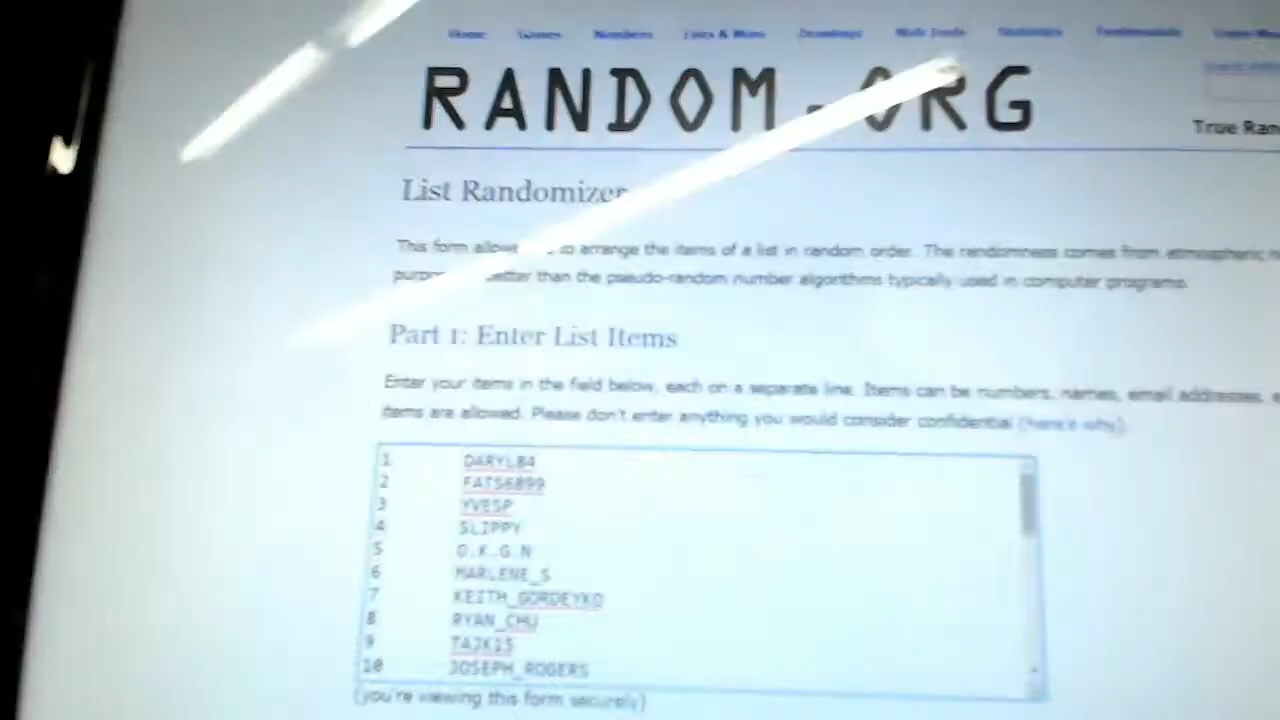 Home Games Numbers Lists & More Drawings Web Tools Statistics Testimonials Learn More
RANDOM.ORG
True Ran
List Randomizer
This form allows to arrange the items of a list in random order. The randomness comes from atmospheric
better than the pseudo-random number algorithms typically used in computer programs.
Part 1: Enter List Items
Enter your items in the field below, each on a separate line. Items can be numbers, names, email addresses,
items are allowed. Please don't enter anything you would consider confidential (here's why).
1 DARYL84
2 FATS6899
3 YVESP
4 SLIPPY
5 O.K.G.N
6 MARLENE_S
7 KEITH_GORDEYKO
8 RYAN_CHU
9 TAJK13
10 JOSEPH_ROGERS
(you're viewing this form securely)